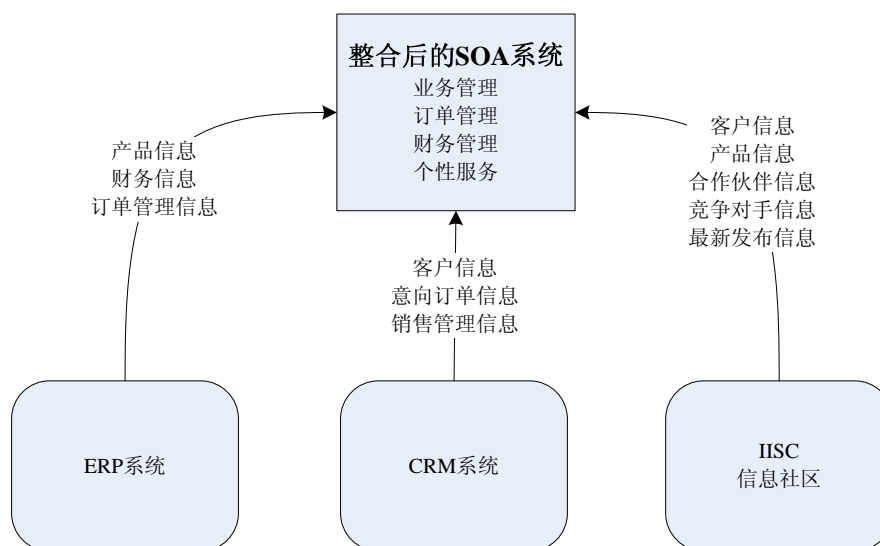 整合后的SOA系统
业务管理
订单管理
财务管理
个性服务
产品信息
财务信息
订单管理信息
客户信息
意向订单信息
销售管理信息
客户信息
产品信息
合作伙伴信息
竞争对手信息
最新发布信息
ERP系统
CRM系统
IISC
信息社区